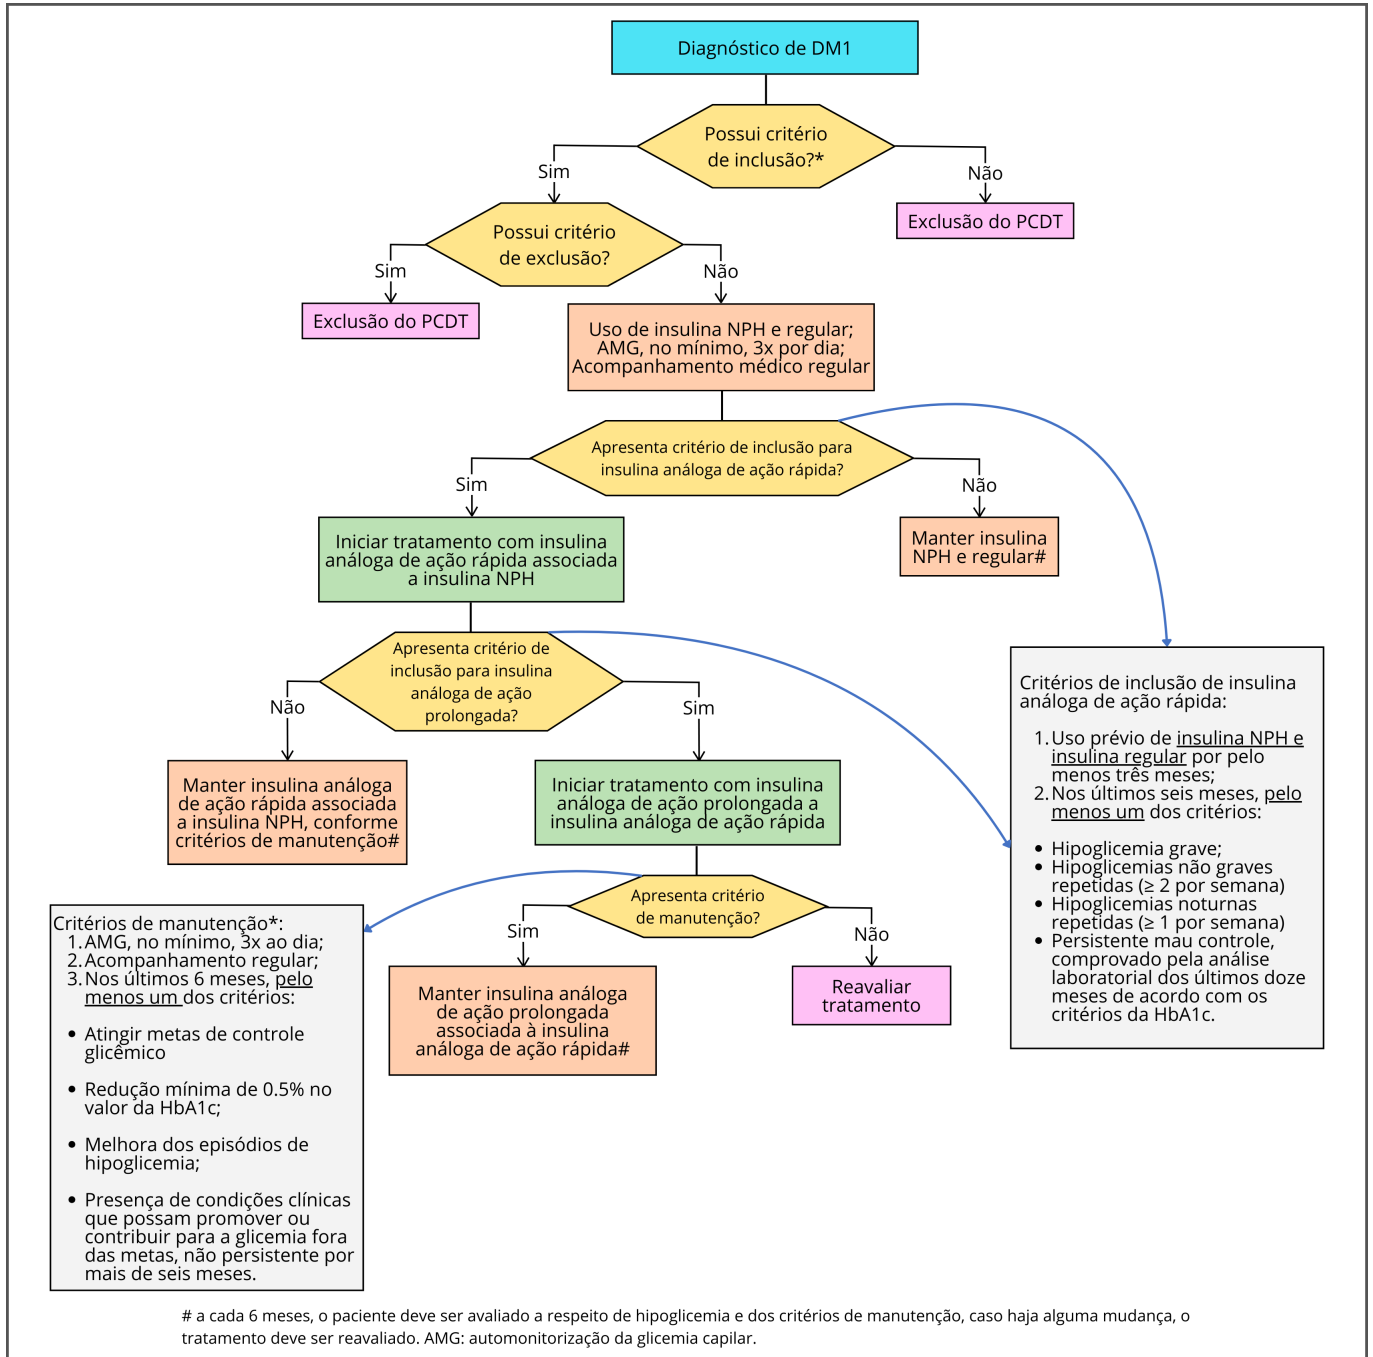 Diagnóstico de DM1
Possui critério
de inclusão?*
Sim
Não
Exclusão do PCDT
Possui critério
de exclusão?
Sim
Não
Exclusão do PCDT
Uso de insulina NPH e regular;
AMG, no mínimo, 3x por dia;
Acompanhamento médico regular
Apresenta critério de inclusão para
insulina análoga de ação rápida?
Sim
Não
Iniciar tratamento com insulina
análoga de ação rápida associada
a insulina NPH
Manter insulina
NPH e regular#
Apresenta critério de
inclusão para insulina
análoga de ação
prolongada?
Não
Sim
Manter insulina análoga
de ação rápida associada
a insulina NPH, conforme
critérios de manutenção#
Iniciar tratamento com insulina
análoga de ação prolongada a
insulina análoga de ação rápida
Critérios de inclusão de insulina
análoga de ação rápida:
1. Uso prévio de insulina NPH e
insulina regular por pelo
menos três meses;
2. Nos últimos seis meses, pelo
menos um dos critérios:
• Hipoglicemia grave;
• Hipoglicemias não graves
repetidas (≥ 2 por semana)
• Hipoglicemias noturnas
repetidas (≥ 1 por semana)
• Persistente mau controle,
comprovado pela análise
laboratorial dos últimos doze
meses de acordo com os
critérios da HbA1c.
Apresenta critério
de manutenção?
Sim
Não
Manter insulina análoga
de ação prolongada
associada à insulina
análoga de ação rápida#
Reavaliar
tratamento
Critérios de manutenção*:
1. AMG, no mínimo, 3x ao dia;
2. Acompanhamento regular;
3. Nos últimos 6 meses, pelo
menos um dos critérios:
• Atingir metas de controle
glicêmico
• Redução mínima de 0.5% no
valor da HbA1c;
• Melhora dos episódios de
hipoglicemia;
• Presença de condições clínicas
que possam promover ou
contribuir para a glicemia fora
das metas, não persistente por
mais de seis meses.
# a cada 6 meses, o paciente deve ser avaliado a respeito de hipoglicemia e dos critérios de manutenção, caso haja alguma mudança, o
tratamento deve ser reavaliado. AMG: automonitorização da glicemia capilar.